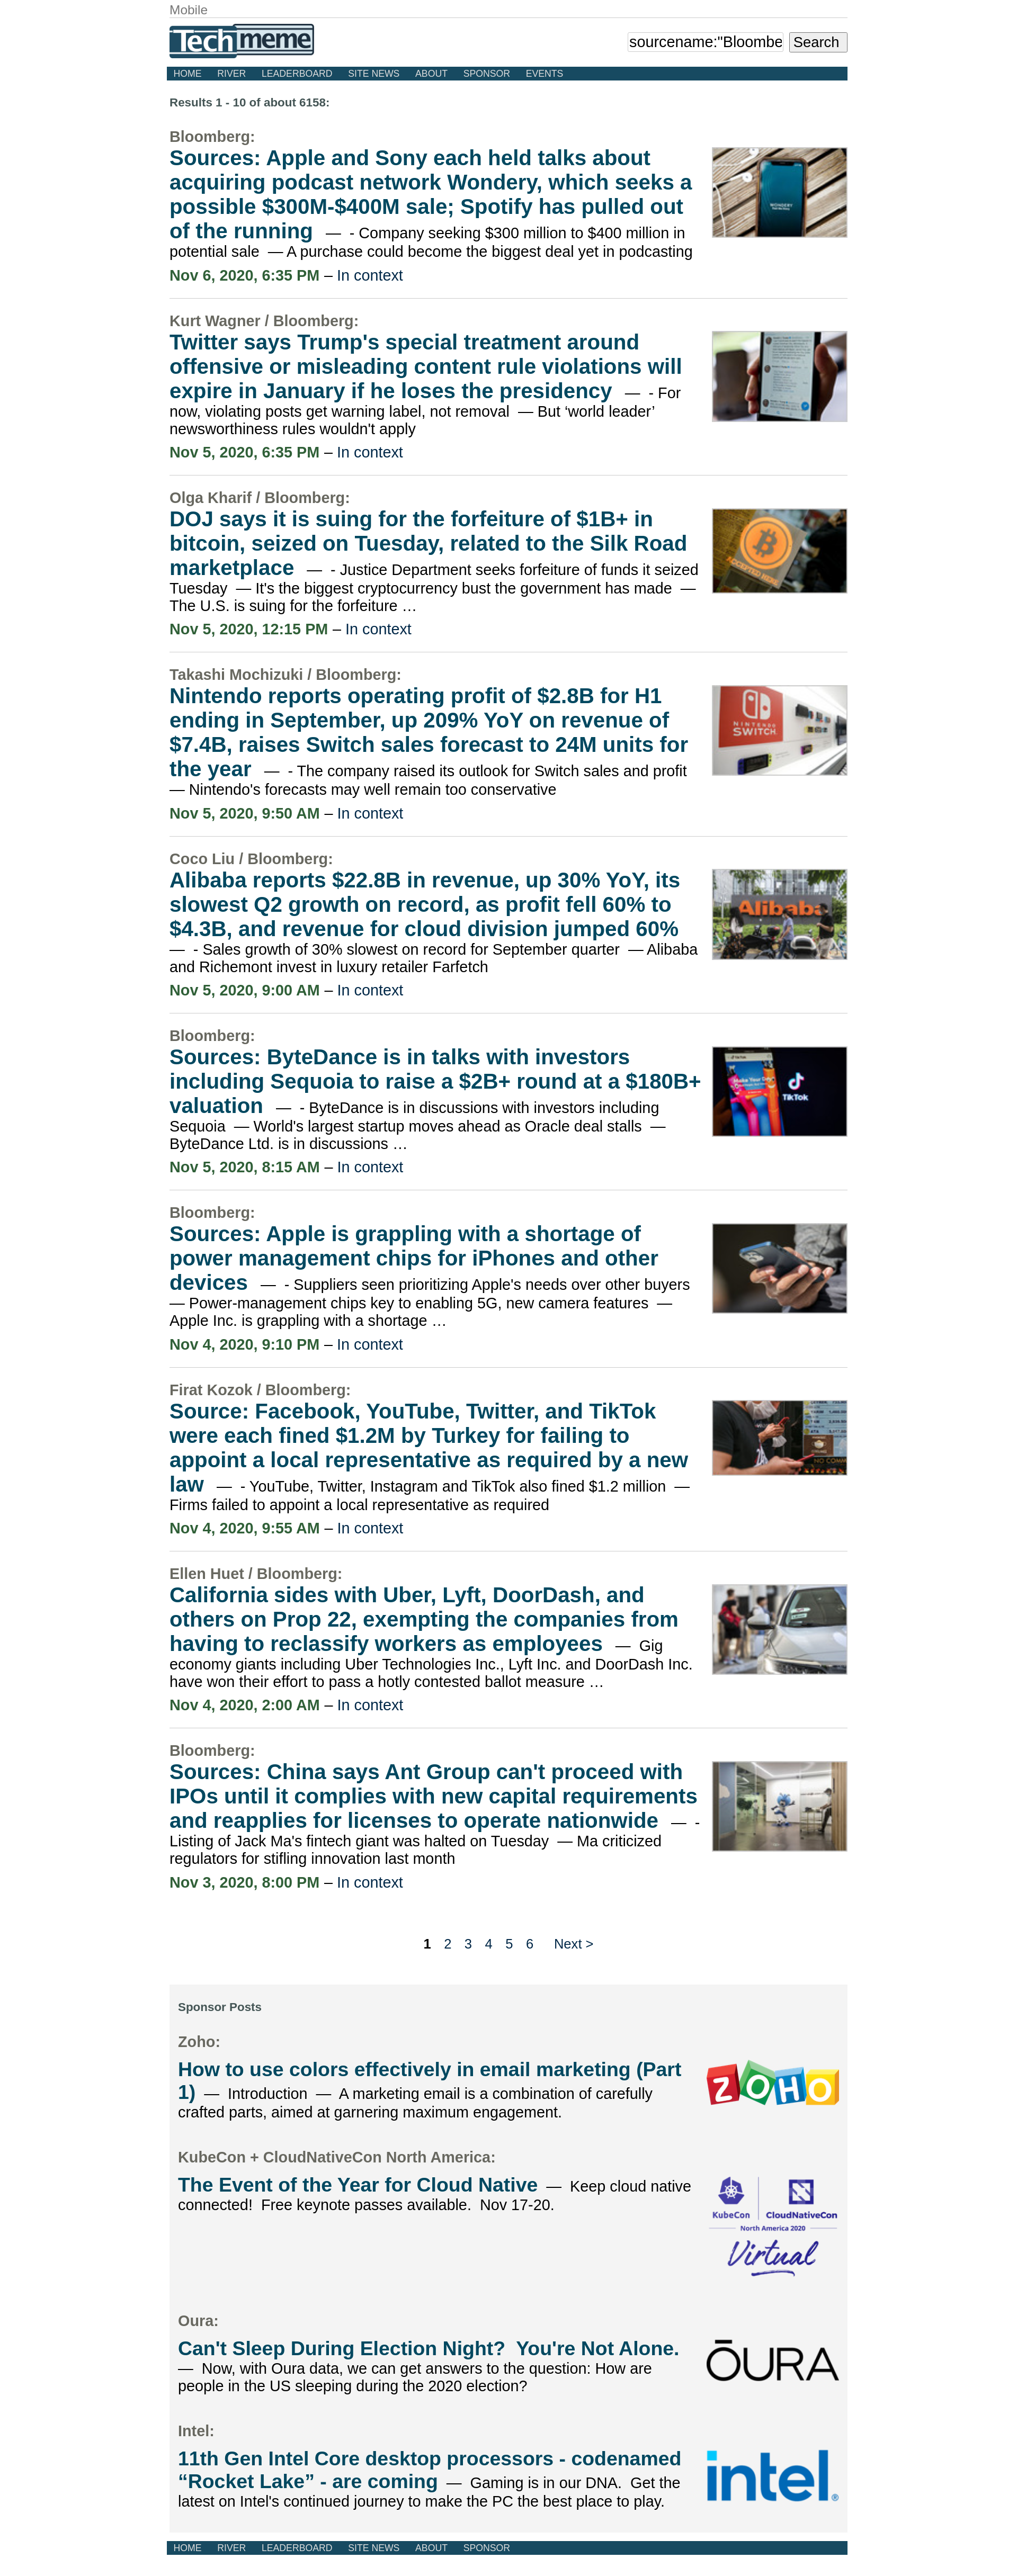 Mobile
Techmeme
sourcename:"Bloombe
Search
HOME RIVER LEADERBOARD SITE NEWS ABOUT SPONSOR EVENTS
Results 1 - 10 of about 6158:
Bloomberg:
Sources: Apple and Sony each held talks about
acquiring podcast network Wondery, which seeks a
possible $300M-$400M sale; Spotify has pulled out
of the running — - Company seeking $300 million to $400 million in
potential sale — A purchase could become the biggest deal yet in podcasting
Nov 6, 2020, 6:35 PM – In context
WONDERY
Kurt Wagner / Bloomberg:
Twitter says Trump's special treatment around
offensive or misleading content rule violations will
expire in January if he loses the presidency — - For
now, violating posts get warning label, not removal — But ‘world leader’
newsworthiness rules wouldn't apply
Nov 5, 2020, 6:35 PM – In context
Olga Kharif / Bloomberg:
DOJ says it is suing for the forfeiture of $1B+ in
bitcoin, seized on Tuesday, related to the Silk Road
marketplace — - Justice Department seeks forfeiture of funds it seized
Tuesday — It's the biggest cryptocurrency bust the government has made —
The U.S. is suing for the forfeiture …
Nov 5, 2020, 12:15 PM – In context
ACCEPTED HERE
Takashi Mochizuki / Bloomberg:
Nintendo reports operating profit of $2.8B for H1
ending in September, up 209% YoY on revenue of
$7.4B, raises Switch sales forecast to 24M units for
the year — - The company raised its outlook for Switch sales and profit
— Nintendo's forecasts may well remain too conservative
Nov 5, 2020, 9:50 AM – In context
NINTENDO
SWITCH
Coco Liu / Bloomberg:
Alibaba reports $22.8B in revenue, up 30% YoY, its
slowest Q2 growth on record, as profit fell 60% to
$4.3B, and revenue for cloud division jumped 60%
— - Sales growth of 30% slowest on record for September quarter — Alibaba
and Richemont invest in luxury retailer Farfetch
Nov 5, 2020, 9:00 AM – In context
Alibaba
Bloomberg:
Sources: ByteDance is in talks with investors
including Sequoia to raise a $2B+ round at a $180B+
valuation — - ByteDance is in discussions with investors including
Sequoia — World's largest startup moves ahead as Oracle deal stalls —
ByteDance Ltd. is in discussions …
Nov 5, 2020, 8:15 AM – In context
TikTok
Make Your
TikTok
Bloomberg:
Sources: Apple is grappling with a shortage of
power management chips for iPhones and other
devices — - Suppliers seen prioritizing Apple's needs over other buyers
— Power-management chips key to enabling 5G, new camera features —
Apple Inc. is grappling with a shortage …
Nov 4, 2020, 9:10 PM – In context
Firat Kozok / Bloomberg:
Source: Facebook, YouTube, Twitter, and TikTok
were each fined $1.2M by Turkey for failing to
appoint a local representative as required by a new
law — - YouTube, Twitter, Instagram and TikTok also fined $1.2 million —
Firms failed to appoint a local representative as required
Nov 4, 2020, 9:55 AM – In context
Ellen Huet / Bloomberg:
California sides with Uber, Lyft, DoorDash, and
others on Prop 22, exempting the companies from
having to reclassify workers as employees — Gig
economy giants including Uber Technologies Inc., Lyft Inc. and DoorDash Inc.
have won their effort to pass a hotly contested ballot measure …
Nov 4, 2020, 2:00 AM – In context
Bloomberg:
Sources: China says Ant Group can't proceed with
IPOs until it complies with new capital requirements
and reapplies for licenses to operate nationwide — -
Listing of Jack Ma's fintech giant was halted on Tuesday — Ma criticized
regulators for stifling innovation last month
Nov 3, 2020, 8:00 PM – In context
1 2 3 4 5 6 Next >
Sponsor Posts
Zoho:
How to use colors effectively in email marketing (Part
1) — Introduction — A marketing email is a combination of carefully
crafted parts, aimed at garnering maximum engagement.
ZOHO
KubeCon + CloudNativeCon North America:
The Event of the Year for Cloud Native — Keep cloud native
connected! Free keynote passes available. Nov 17-20.
KubeCon CloudNativeCon
North America 2020
Virtual
Oura:
Can't Sleep During Election Night? You're Not Alone.
— Now, with Oura data, we can get answers to the question: How are
people in the US sleeping during the 2020 election?
ŌURA
Intel:
11th Gen Intel Core desktop processors - codenamed
“Rocket Lake” - are coming — Gaming is in our DNA. Get the
latest on Intel's continued journey to make the PC the best place to play.
intel®
HOME RIVER LEADERBOARD SITE NEWS ABOUT SPONSOR